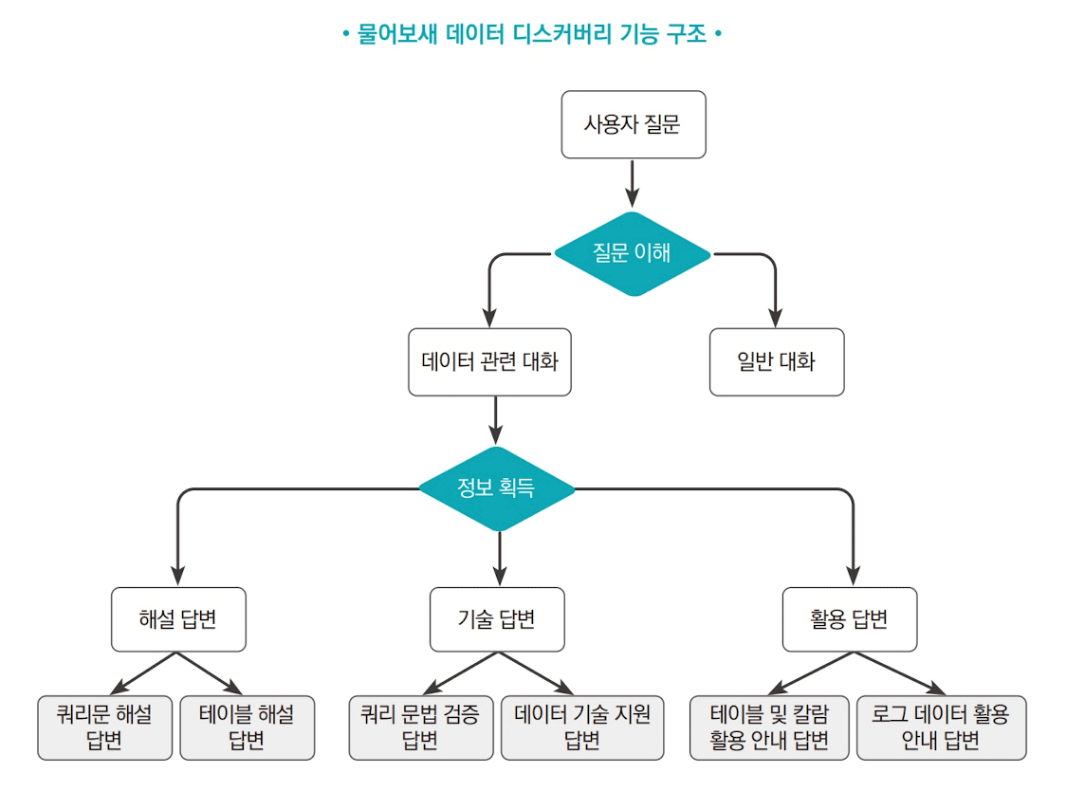 • 물어보새 데이터 디스커버리 기능 구조 •
사용자 질문
질문 이해
데이터 관련 대화
일반 대화
정보 획득
해설 답변
기술 답변
활용 답변
쿼리문 해설
답변
테이블 해설
답변
쿼리 문법 검증
답변
데이터 기술 지원
답변
테이블 및 칼람
활용 안내 답변
로그 데이터 활용
안내 답변